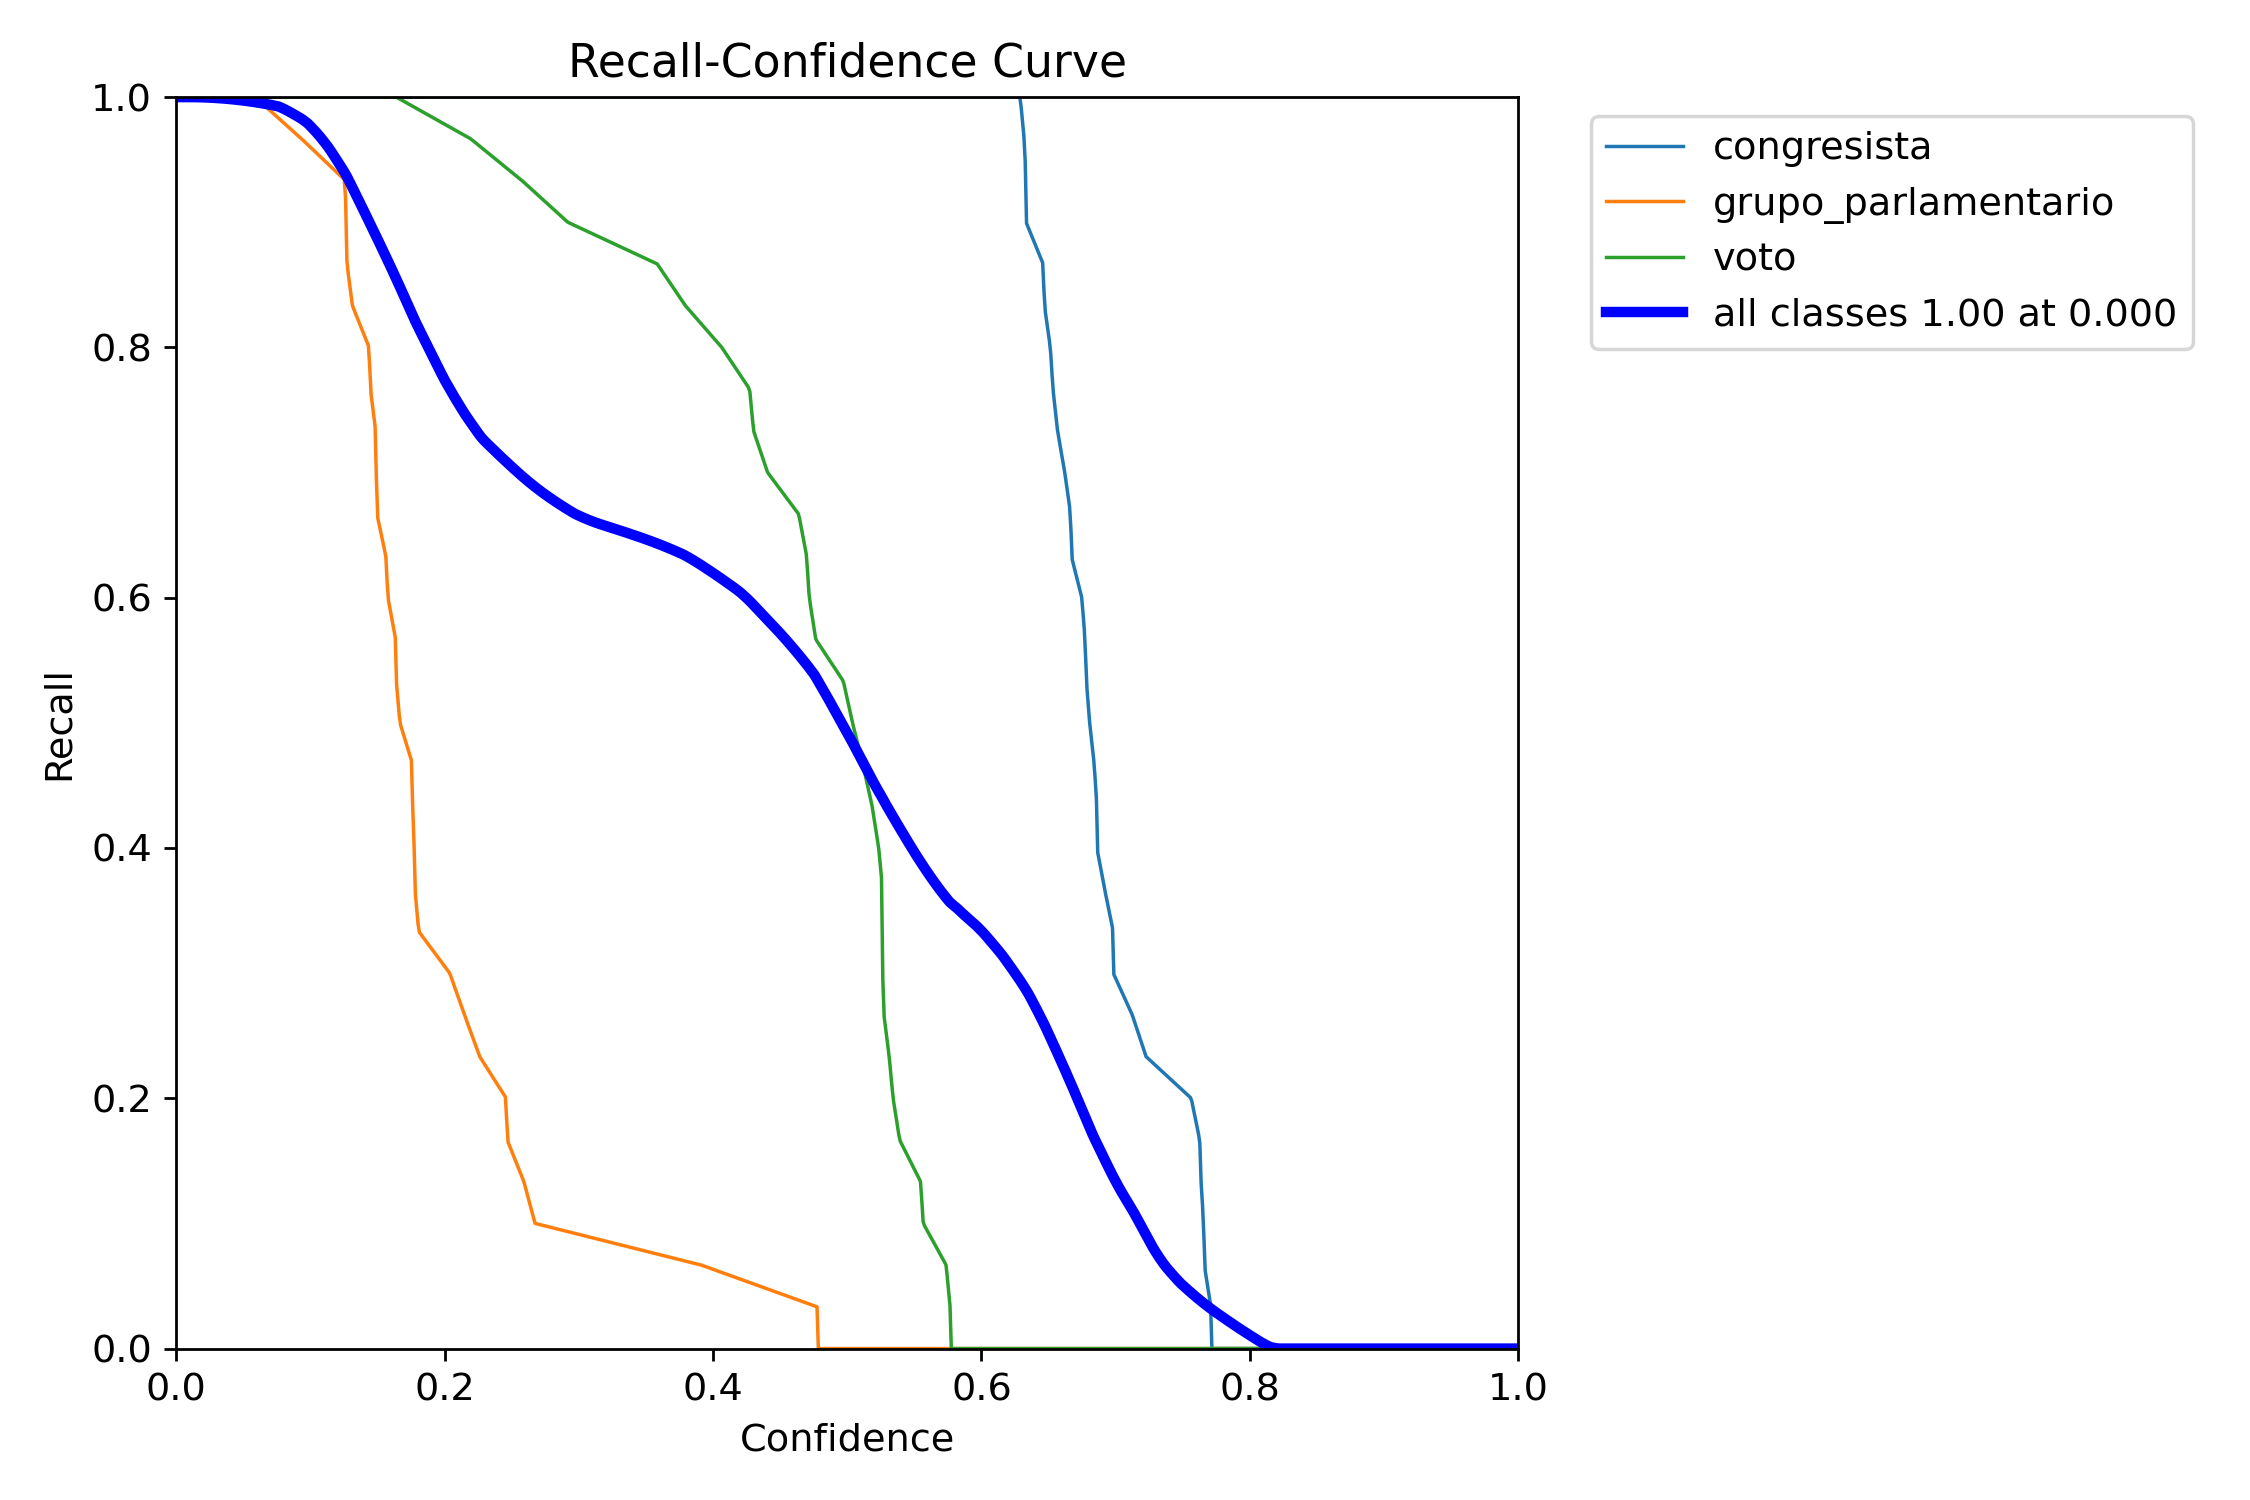 Recall-Confidence Curve
1.0
0.8
0.6
0.4
0.2
0.0
Recall
0.0 0.2 0.4 0.6 0.8 1.0
Confidence
congresista
grupo_parlamentario
voto
all classes 1.00 at 0.000